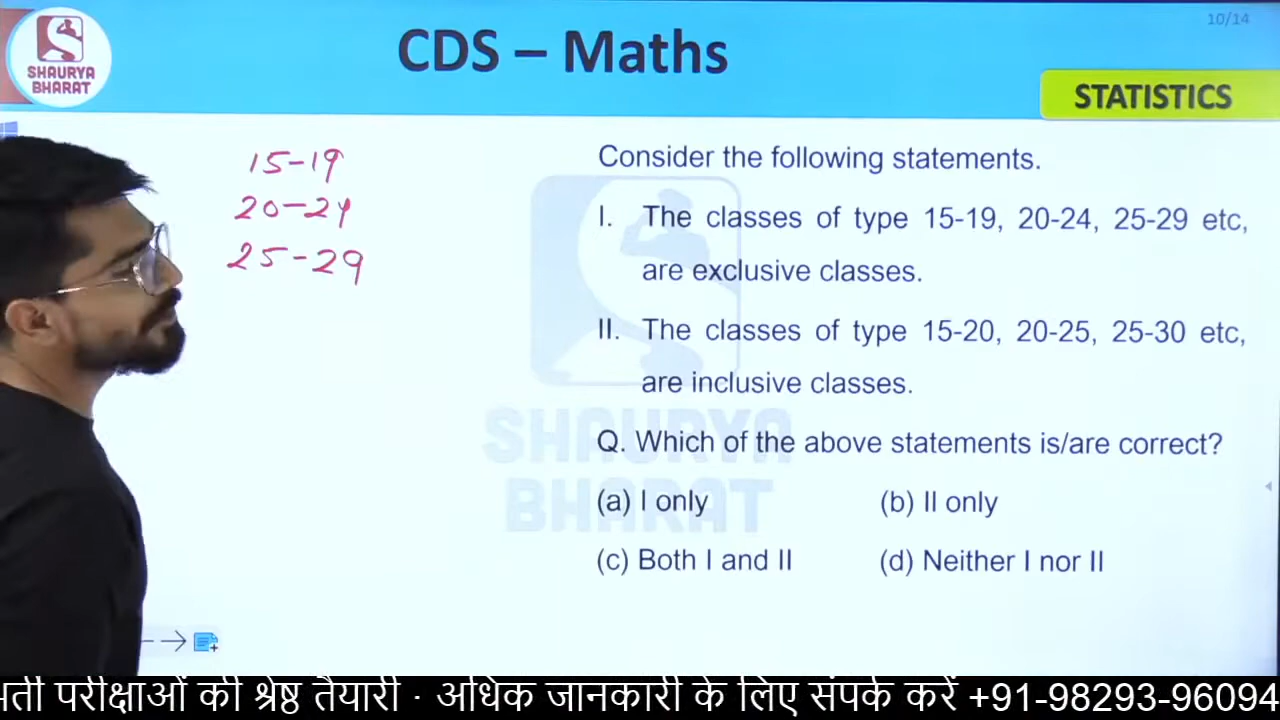 10/14
SHAURYA
BHARAT
CDS – Maths
STATISTICS
15-19
20-24
25-29
Consider the following statements.
I. The classes of type 15-19, 20-24, 25-29 etc,
are exclusive classes.
II. The classes of type 15-20, 20-25, 25-30 etc,
are inclusive classes.
SHAURYA
BHARAT
Q. Which of the above statements is/are correct?
(a) I only (b) II only
(c) Both I and II (d) Neither I nor II
परीक्षाओं की श्रेष्ठ तैयारी · अधिक जानकारी के लिए संपर्क करें +91-98293-96094